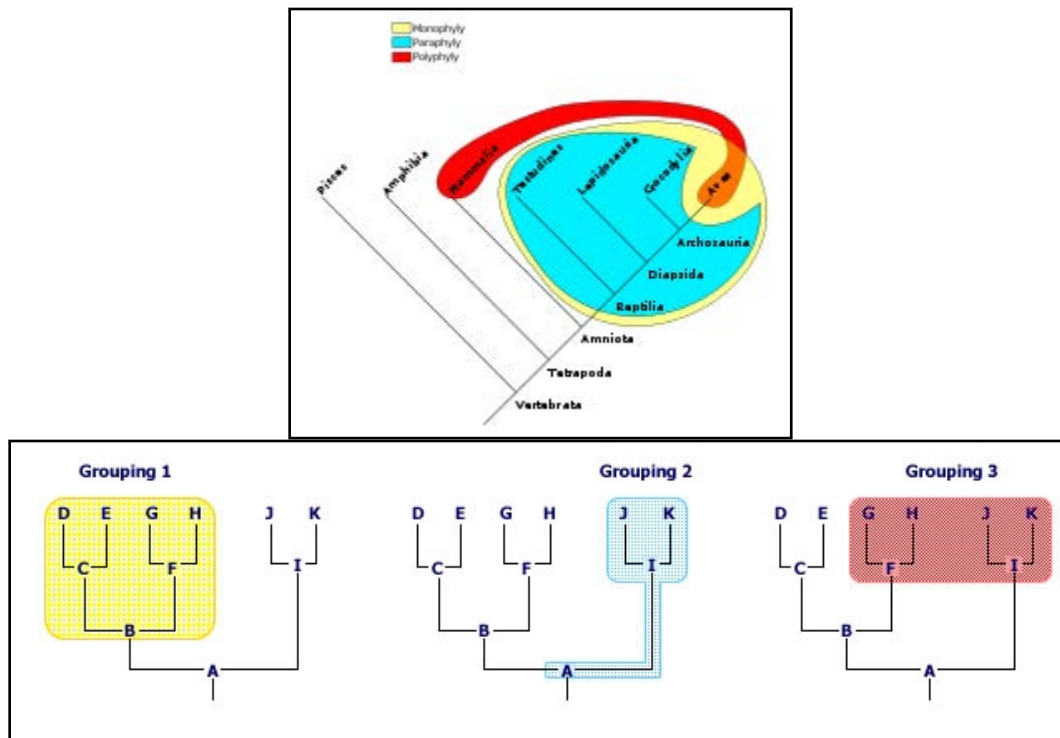 Monophyly
Paraphyly
Polyphyly
Pisces
Amphibia
Mammalia
Testudines
Lepidosauria
Crocodylia
Aves
Archosauria
Diapsida
Reptilia
Amniota
Tetrapoda
Vertebrata
Grouping 1
Grouping 2
Grouping 3
D E G H J K
D E G H J K
D E G H J K
C F I
C F I
C F I
B
B
B
A
A
A